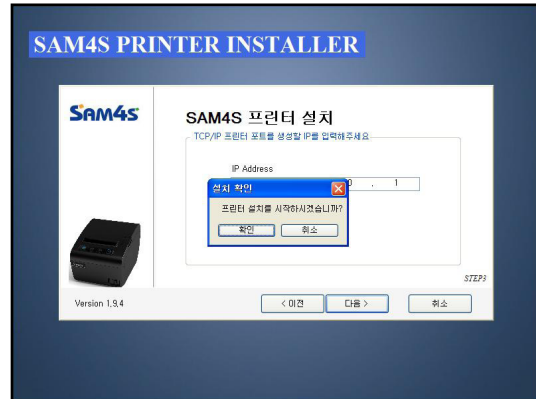 SAM4S PRINTER INSTALLER
SAM4S
SAM4S 프린터 설치
TCP/IP 프린터 포트를 생성할 IP를 입력해주세요
IP Address
0 . 1
설치 확인
프린터 설치를 시작하시겠습니까?
확인
취소
STEP3
Version 1.9.4
< 이전
다음 >
취소